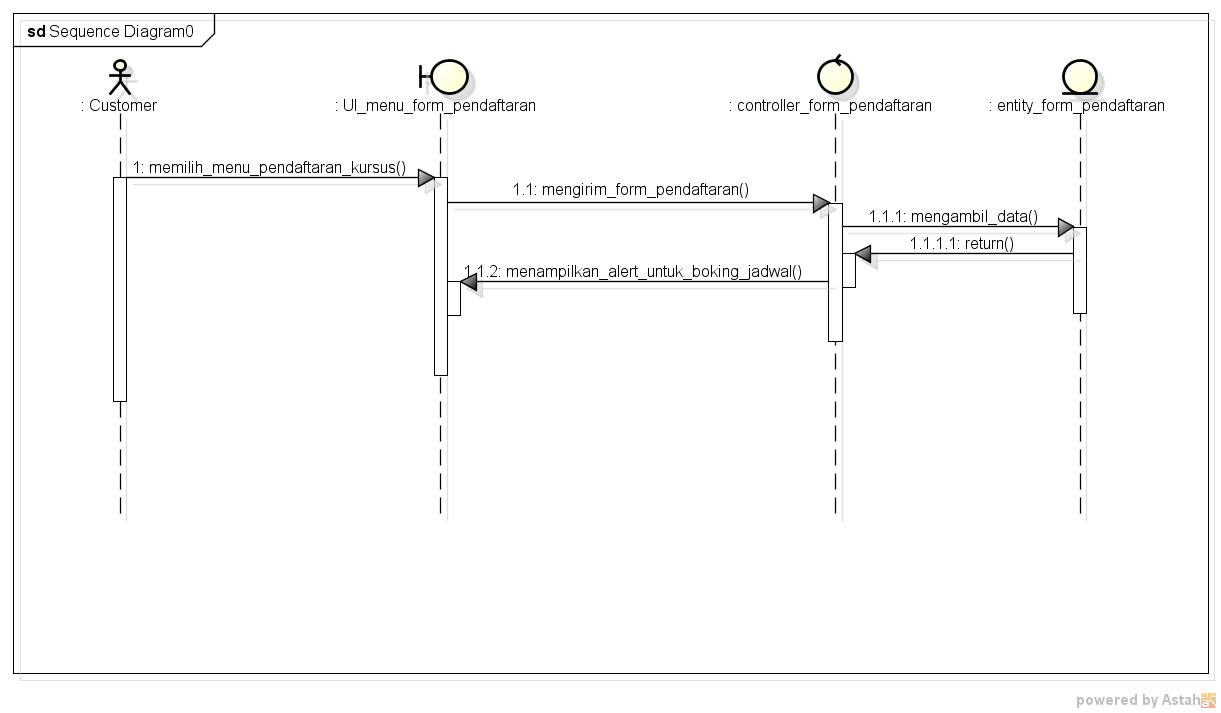 sd Sequence Diagram0
: Customer
: UI_menu_form_pendaftaran
: controller_form_pendaftaran
: entity_form_pendaftaran
1: memilih_menu_pendaftaran_kursus()
1.1: mengirim_form_pendaftaran()
1.1.1: mengambil_data()
1.1.1.1: return()
1.1.2: menampilkan_alert_untuk_boking_jadwal()
powered by Astah